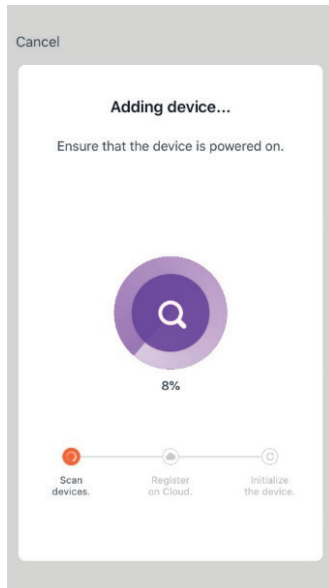 Cancel
Adding device...
Ensure that the device is powered on.
8%
Scan
devices.
Register
on Cloud.
Initialize
the device.